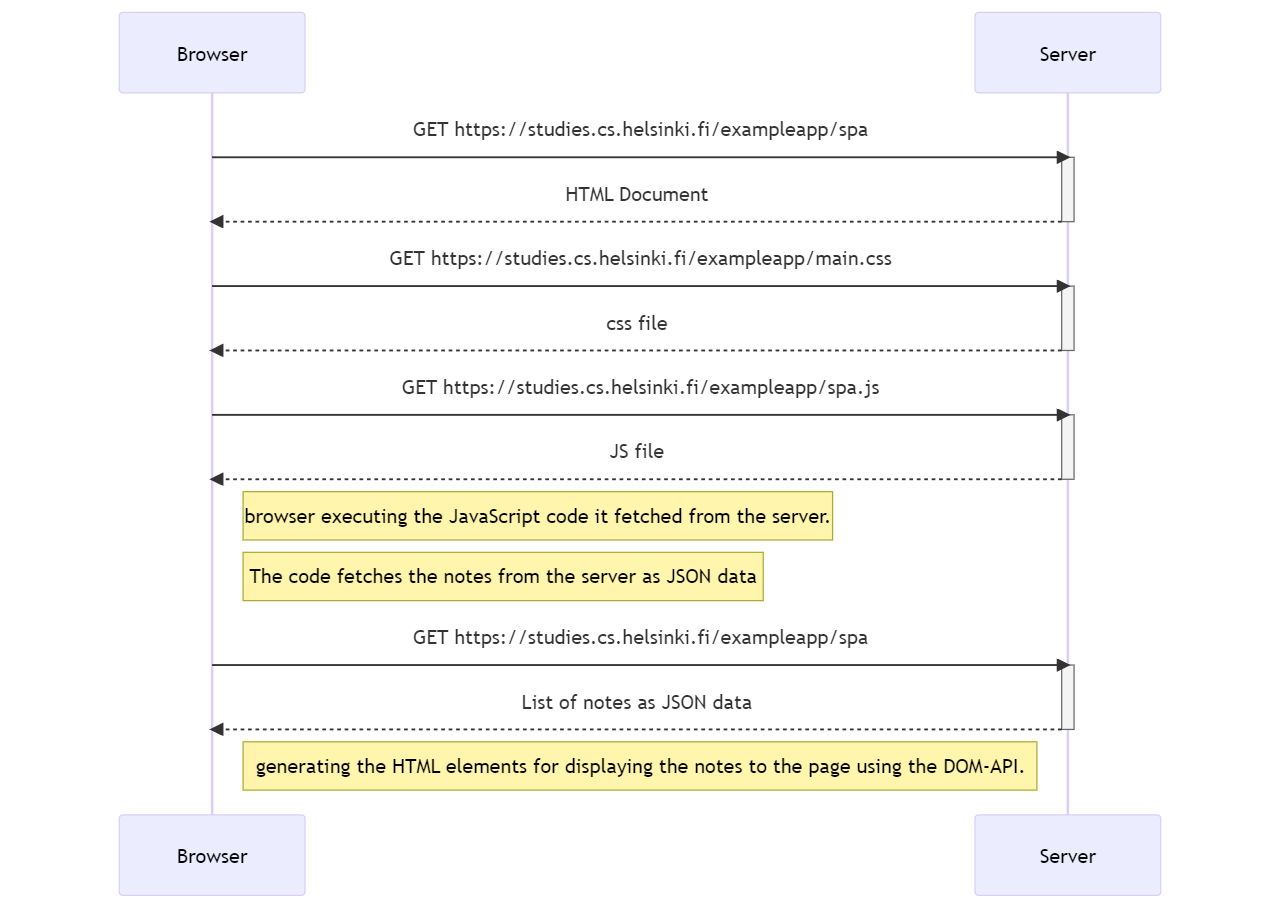 Browser
Server
GET https://studies.cs.helsinki.fi/exampleapp/spa
HTML Document
GET https://studies.cs.helsinki.fi/exampleapp/main.css
css file
GET https://studies.cs.helsinki.fi/exampleapp/spa.js
JS file
browser executing the JavaScript code it fetched from the server.
The code fetches the notes from the server as JSON data
GET https://studies.cs.helsinki.fi/exampleapp/spa
List of notes as JSON data
generating the HTML elements for displaying the notes to the page using the DOM-API.
Browser
Server